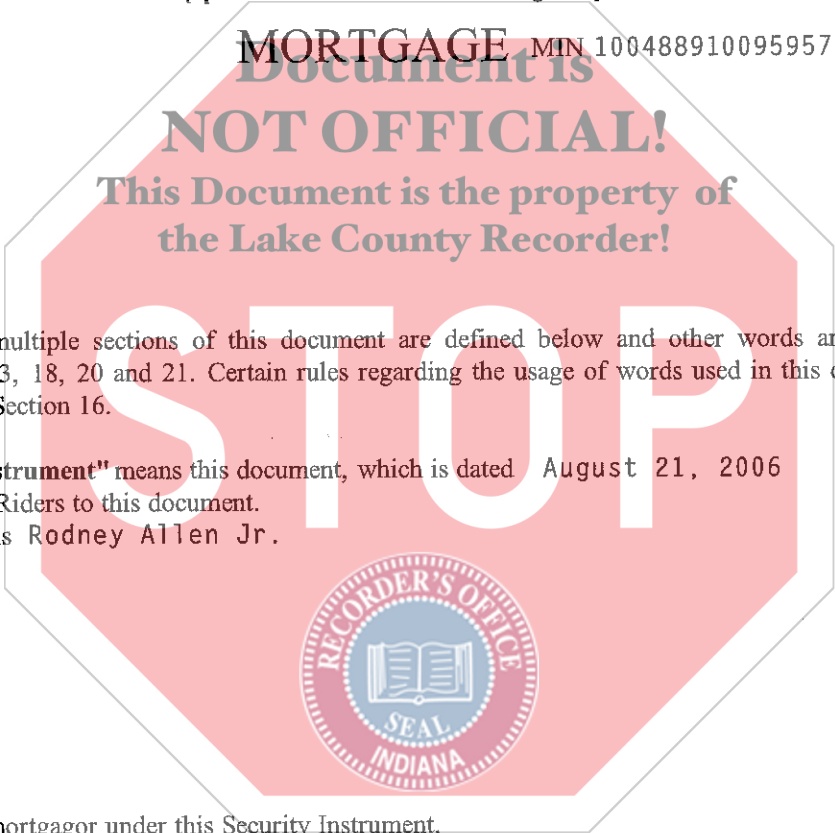 MORTGAGE MIN 100488910095957
Document is
NOT OFFICIAL!
This Document is the property of
the Lake County Recorder!
multiple sections of this document are defined below and other words
3, 18, 20 and 21. Certain rules regarding the usage of words used in this
Section 16.
strument" means this document, which is dated August 21, 2006
Riders to this document.
s Rodney Allen Jr.
STOP
RECORDER'S OFFICE
SEAL
INDIANA
mortgagor under this Security Instrument.